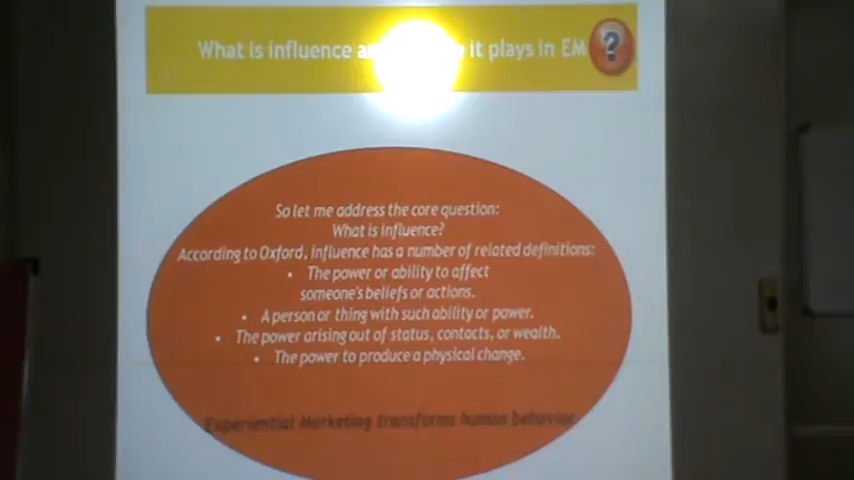 What is influence a it plays in EM ?
So let me address the core question:
What is influence?
According to Oxford, influence has a number of related definitions:
• The power or ability to affect
someone's beliefs or actions.
• A person or thing with such ability or power.
• The power arising out of status, contacts, or wealth.
• The power to produce a physical change.
Experiential Marketing transforms human behavior